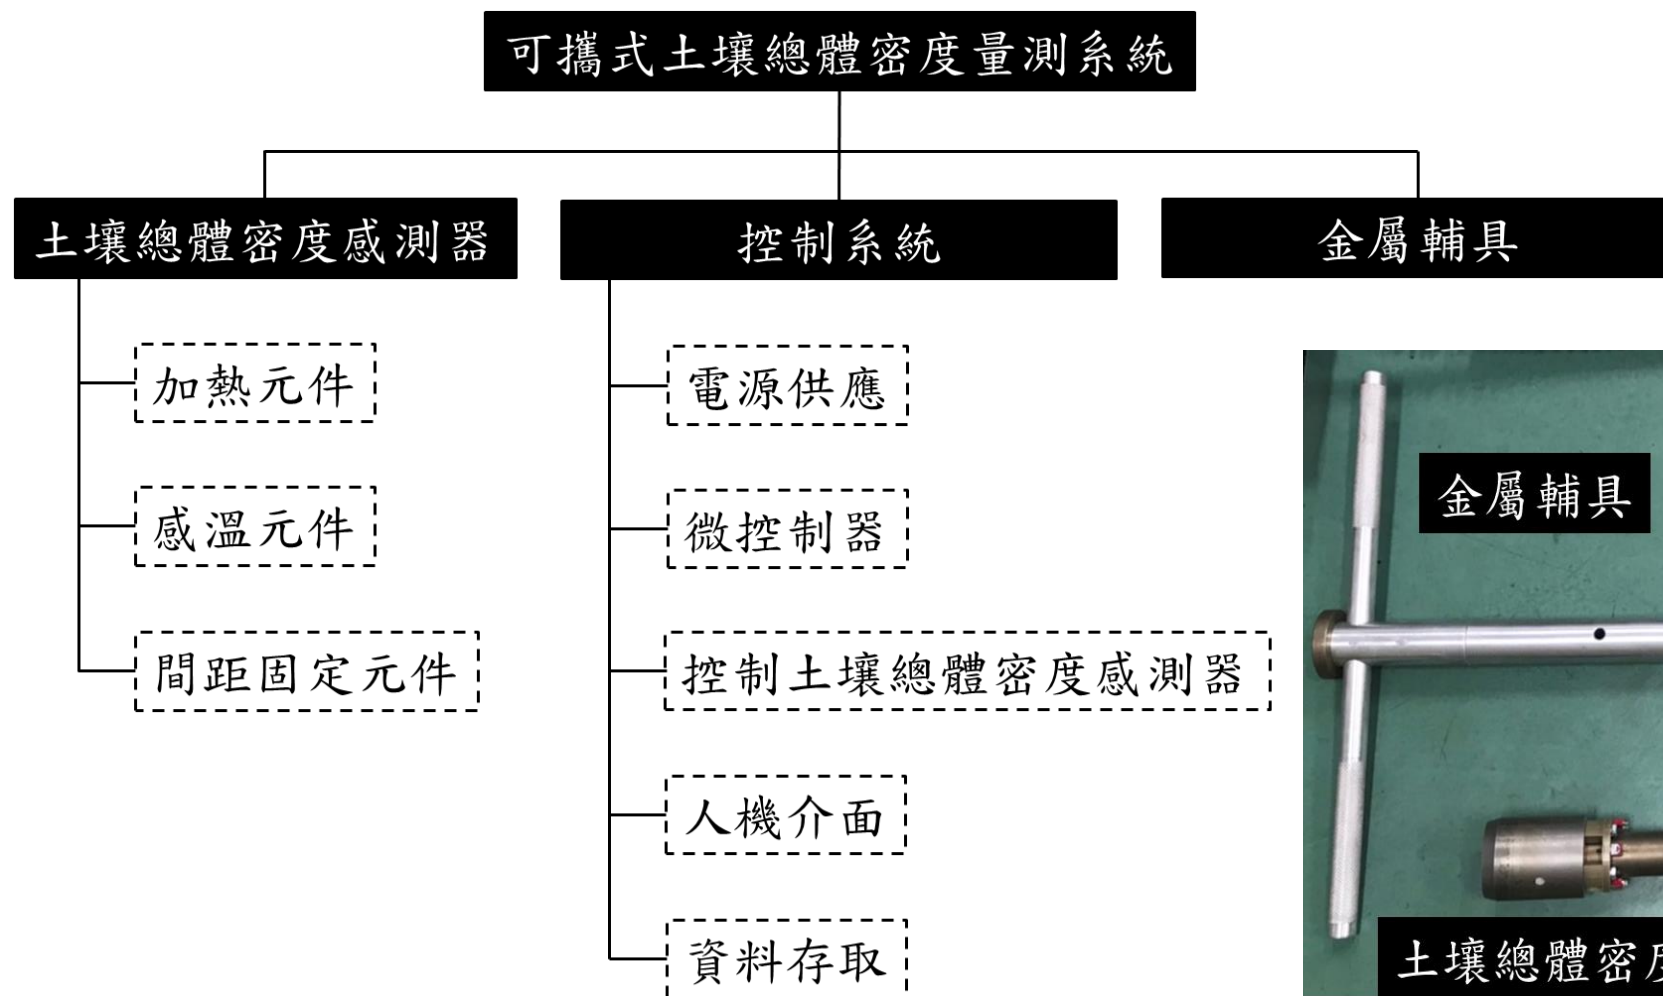 可攜式土壤總體密度量測系統
土壤總體密度感測器
控制系統
金屬輔具
加熱元件
感溫元件
間距固定元件
電源供應
微控制器
控制土壤總體密度感測器
人機介面
資料存取
金屬輔具
土壤總體密